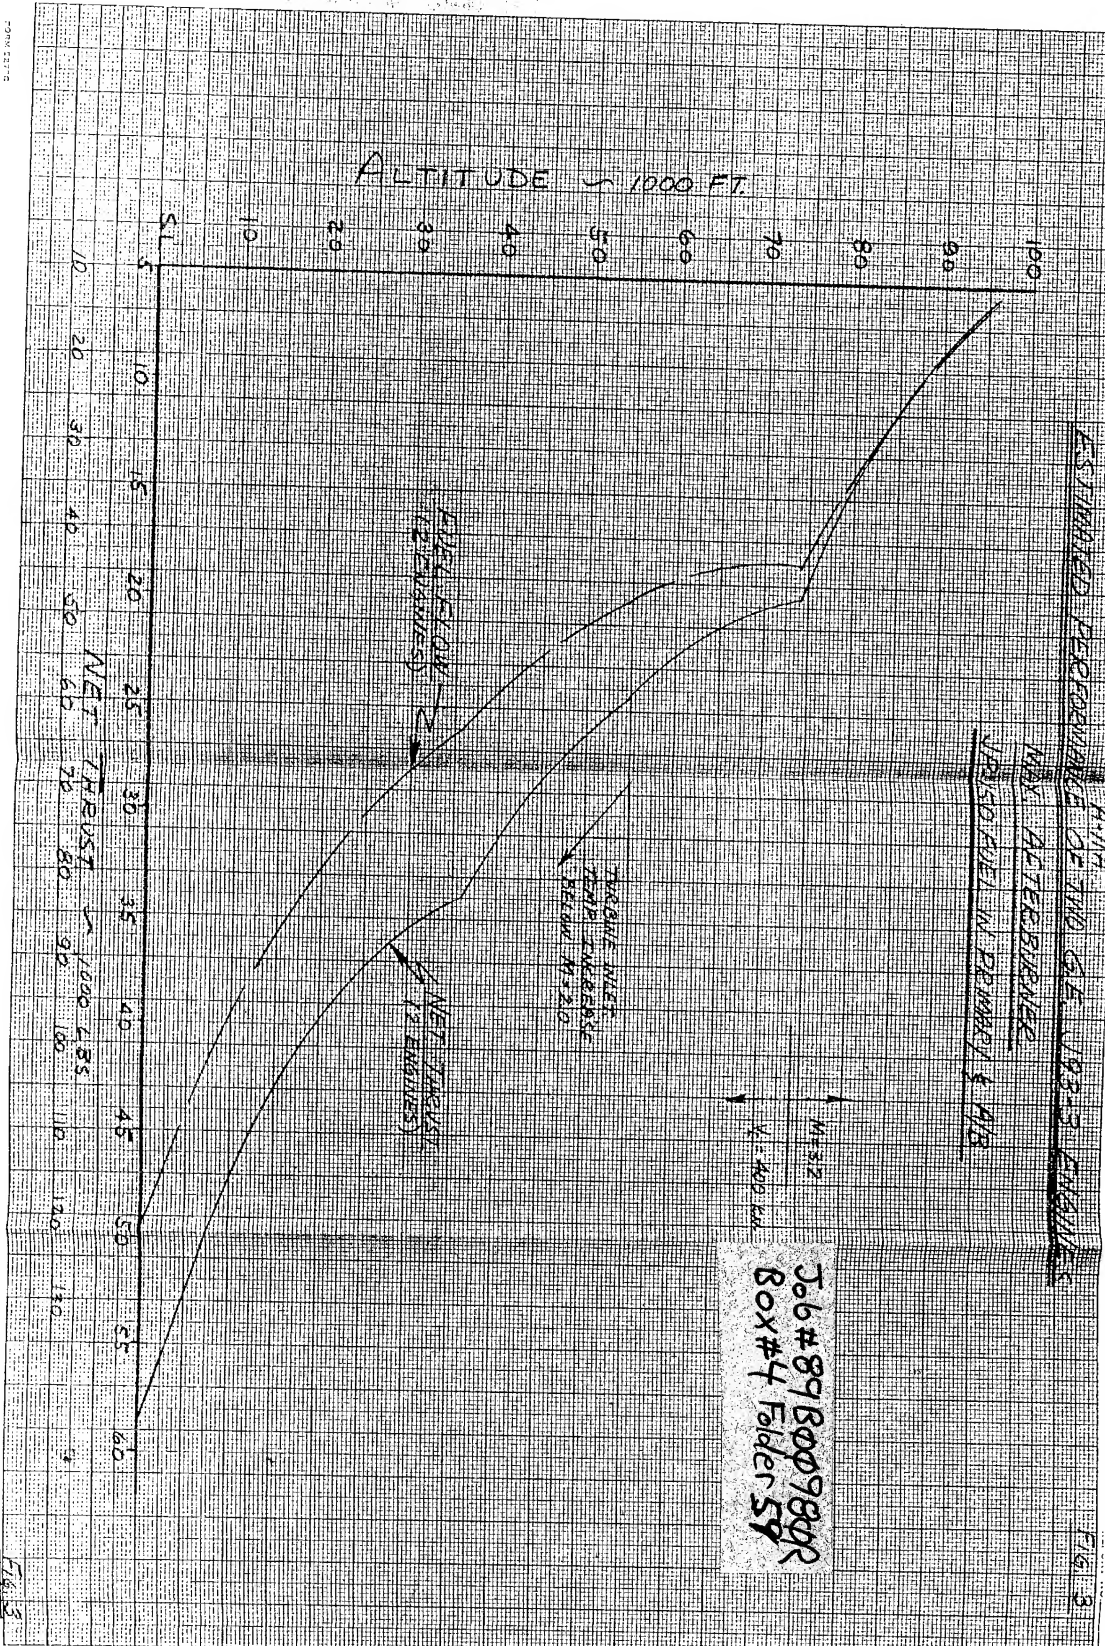 FIG. 3
ESTIMATED PERFORMANCE OF TWO G.E. J93-3 ENGINES
MAX. AFTERBURNER
JP-150 FUEL IN PRIMARY & A/B
Job #89B00980R
Box #4 Folder
M=3.2
TURBINE INLET
TEMP INCREASE
BELOW M=2.0
NET THRUST
(2 ENGINES)
FUEL FLOW
(2 ENGINES)
ALTITUDE ~ 1000 FT.
100
90
80
70
60
50
40
30
20
10
SL
5 10 15 20 25 30 35 40 45 50 55 60
NET THRUST ~ 1000 LBS
10 20 30 40 50 60 70 80 90 100 110 120 130
FIG. 3